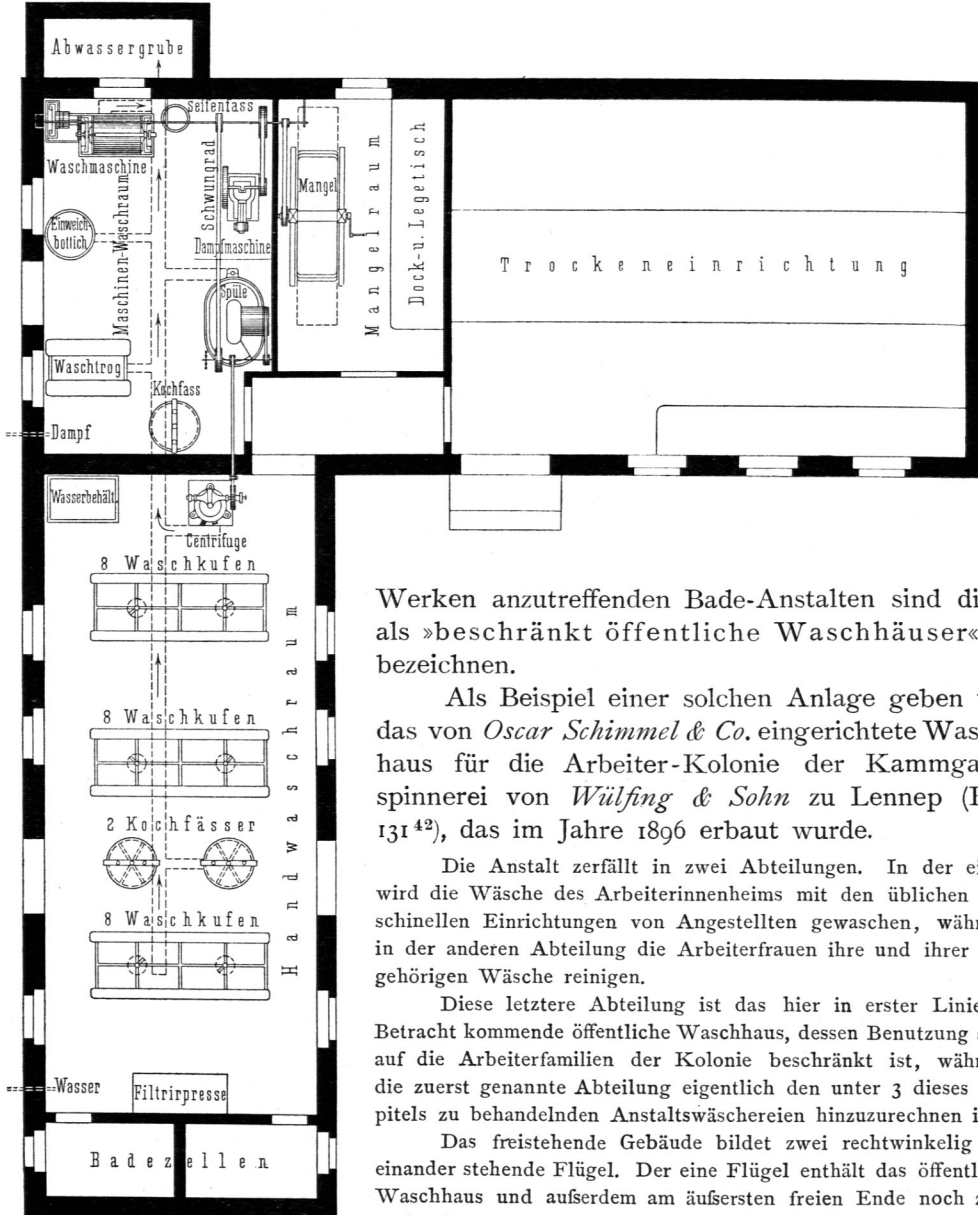 Abwassergrube
Seifenfass
Waschmaschine
Schwungrad
Mangel
Mangelraum
Dock-u. Legetisch
Einweich-
bottich
Maschinen-Waschraum
Dampfmaschine
Trockeneinrichtung
Spüle
Waschtrog
Kochfass
Dampf
Wasserbehält.
Centrifuge
8 Waschkufen
Handwaschraum
8 Waschkufen
2 Kochfässer
8 Waschkufen
Wasser
Filtrirpresse
Badezellen
Werken anzutreffenden Bade-Anstalten sind di
als »beschränkt öffentliche Waschhäuser«
bezeichnen.
Als Beispiel einer solchen Anlage geben
das von Oscar Schimmel & Co. eingerichtete Was
haus für die Arbeiter-Kolonie der Kammga
spinnerei von Wülfing & Sohn zu Lennep (
131 42), das im Jahre 1896 erbaut wurde.
Die Anstalt zerfällt in zwei Abteilungen. In der ei
wird die Wäsche des Arbeiterinnenheims mit den üblichen
schinellen Einrichtungen von Angestellten gewaschen, währ
in der anderen Abteilung die Arbeiterfrauen ihre und ihrer
gehörigen Wäsche reinigen.
Diese letztere Abteilung ist das hier in erster Linie
Betracht kommende öffentliche Waschhaus, dessen Benutzung
auf die Arbeiterfamilien der Kolonie beschränkt ist, währ
die zuerst genannte Abteilung eigentlich den unter 3 dieses
pitels zu behandelnden Anstaltswäschereien hinzuzurechnen i
Das freistehende Gebäude bildet zwei rechtwinkelig
einander stehende Flügel. Der eine Flügel enthält das öffentl
Waschhaus und außerdem am äußersten freien Ende noch